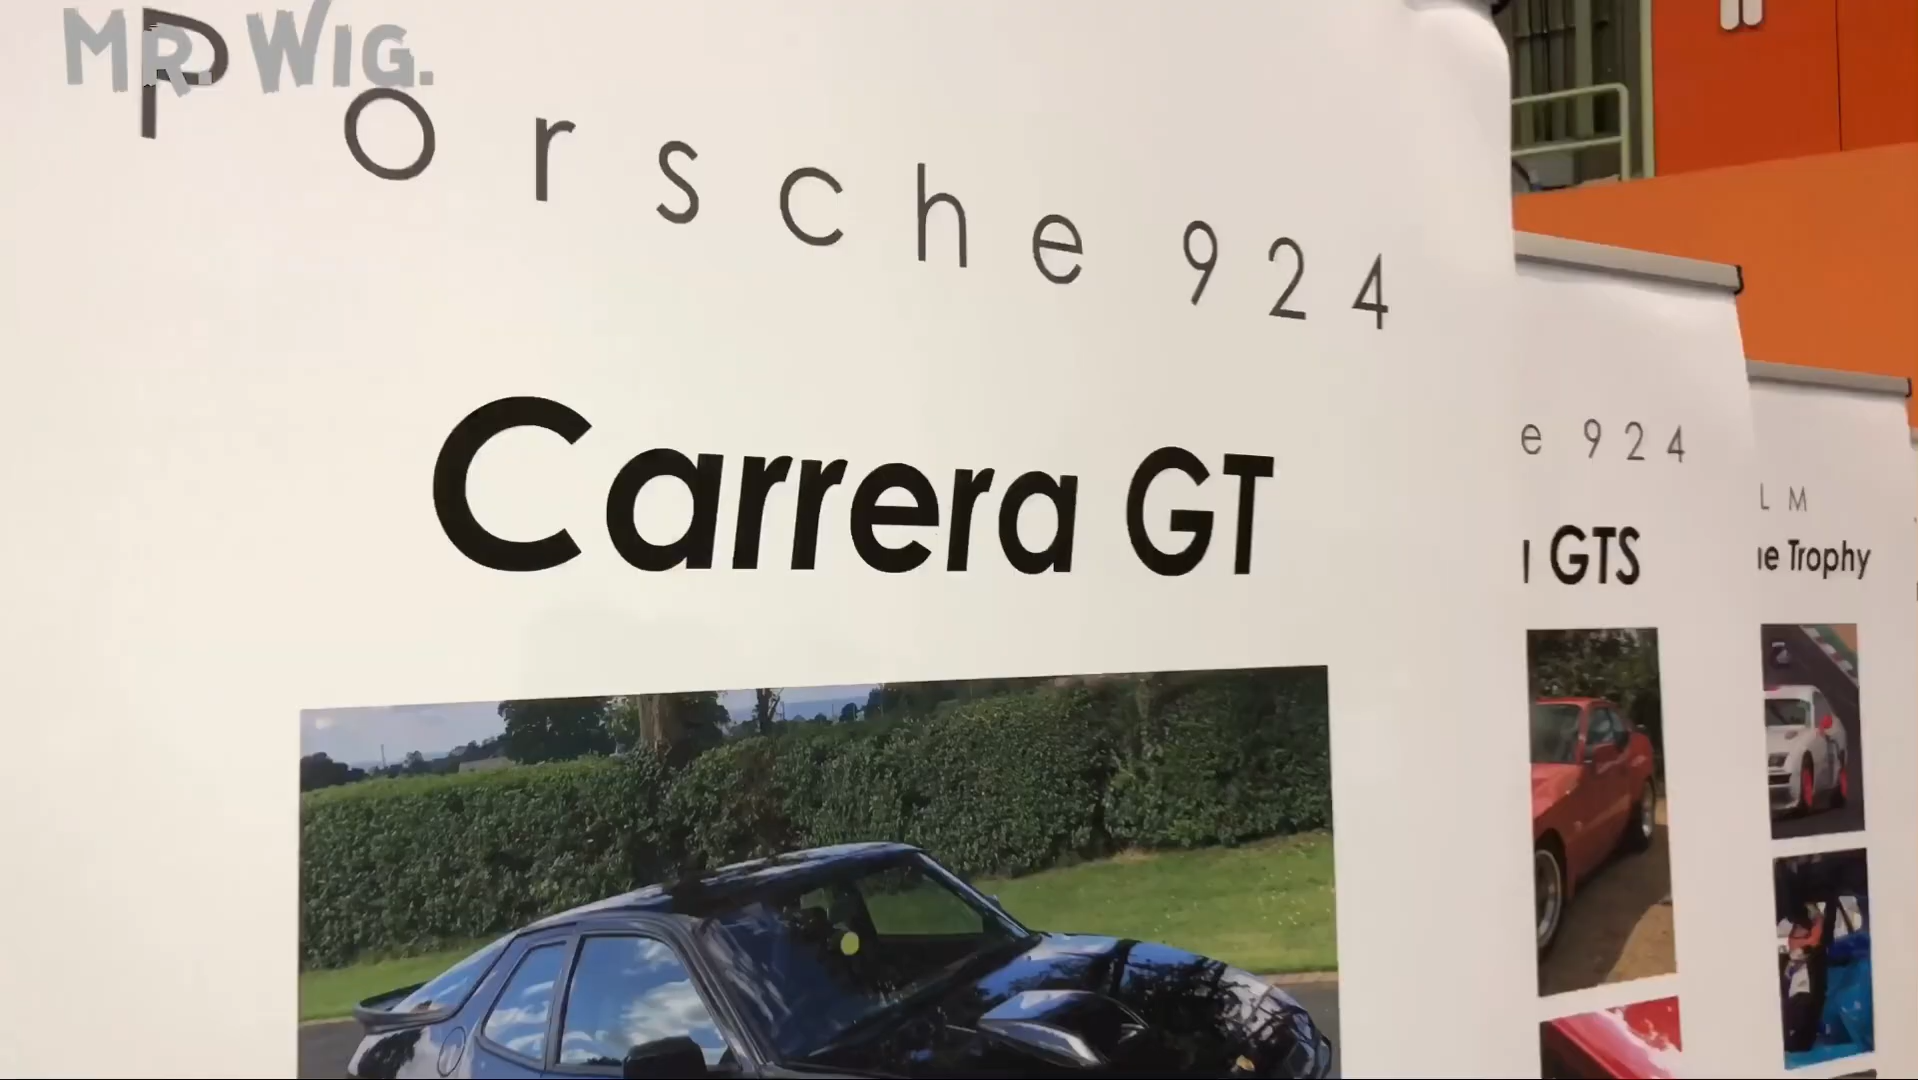 MR. WIG.
Porsche 924
Carrera GT
e 924
GTS
L M
Trophy